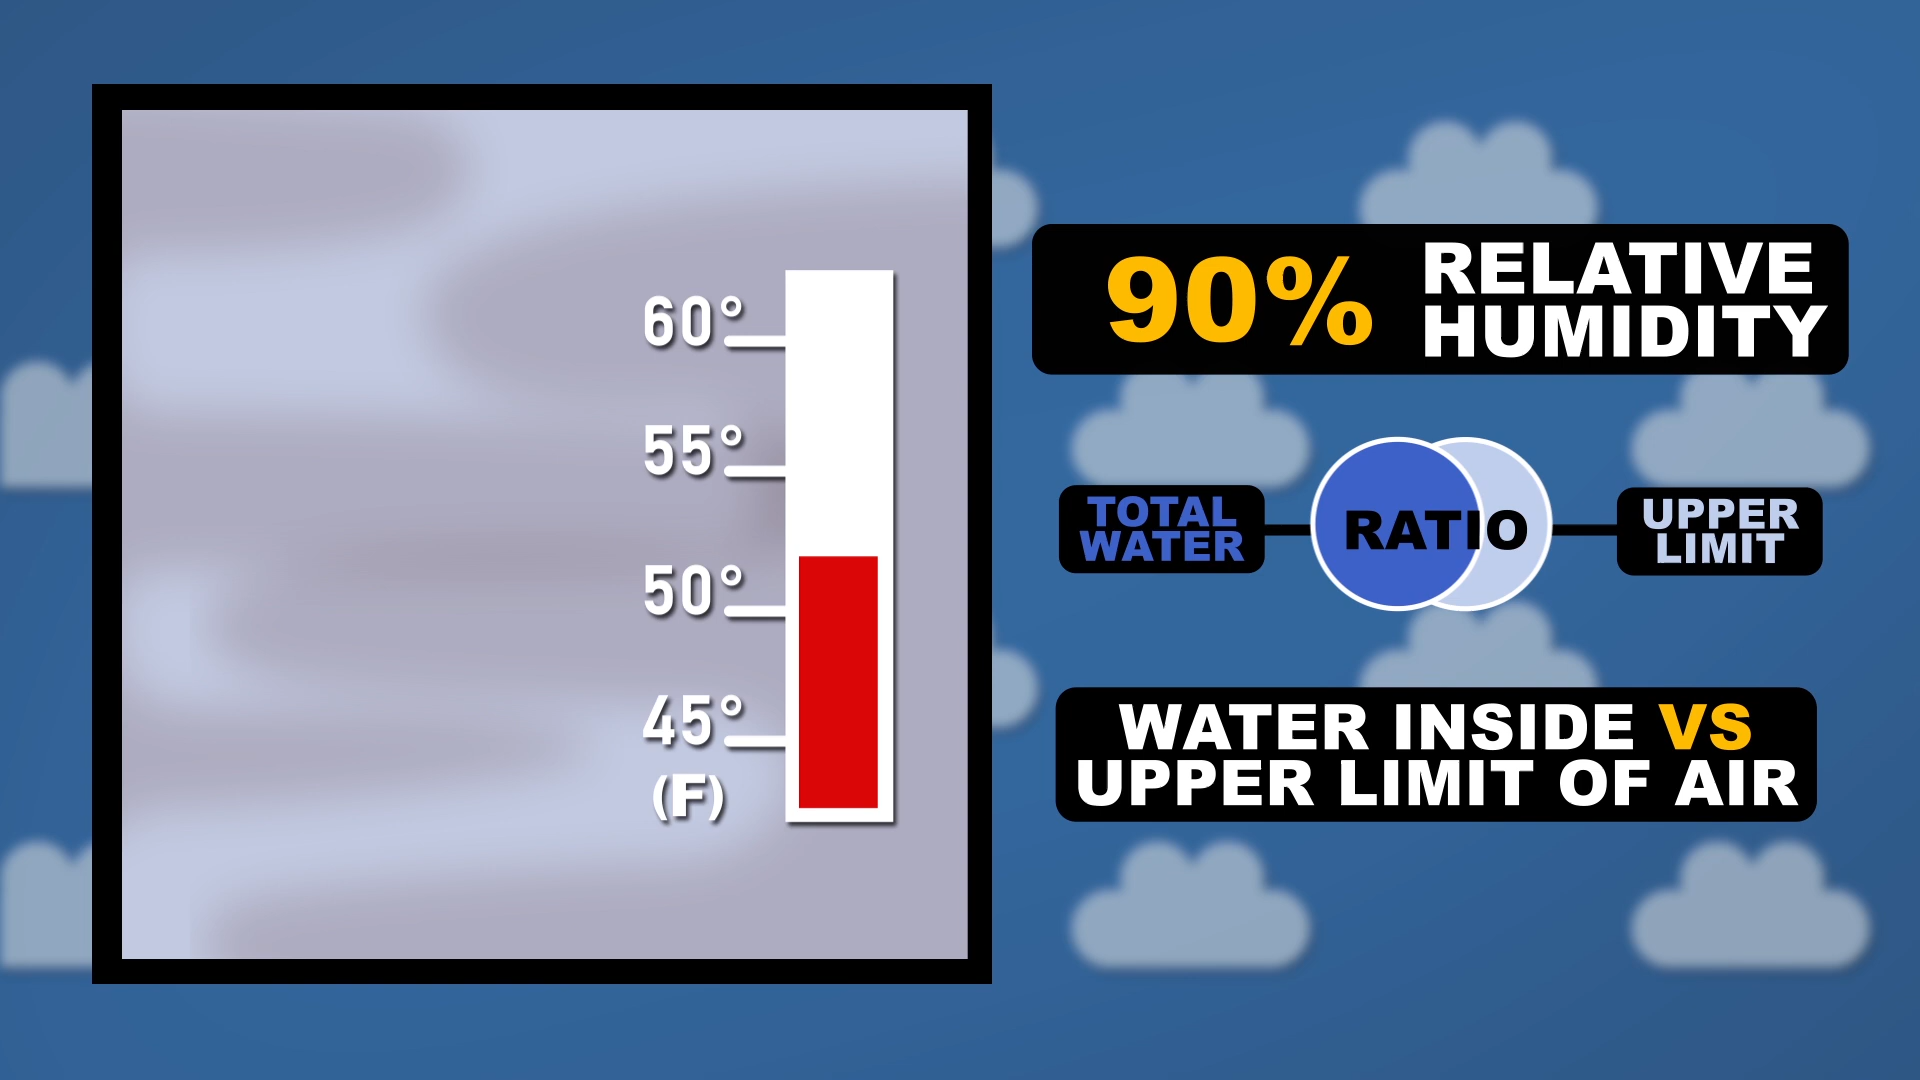 60°
55°
50°
45°
(F)
90%
RELATIVE
HUMIDITY
TOTAL
WATER
RATIO
UPPER
LIMIT
WATER INSIDE VS
UPPER LIMIT OF AIR